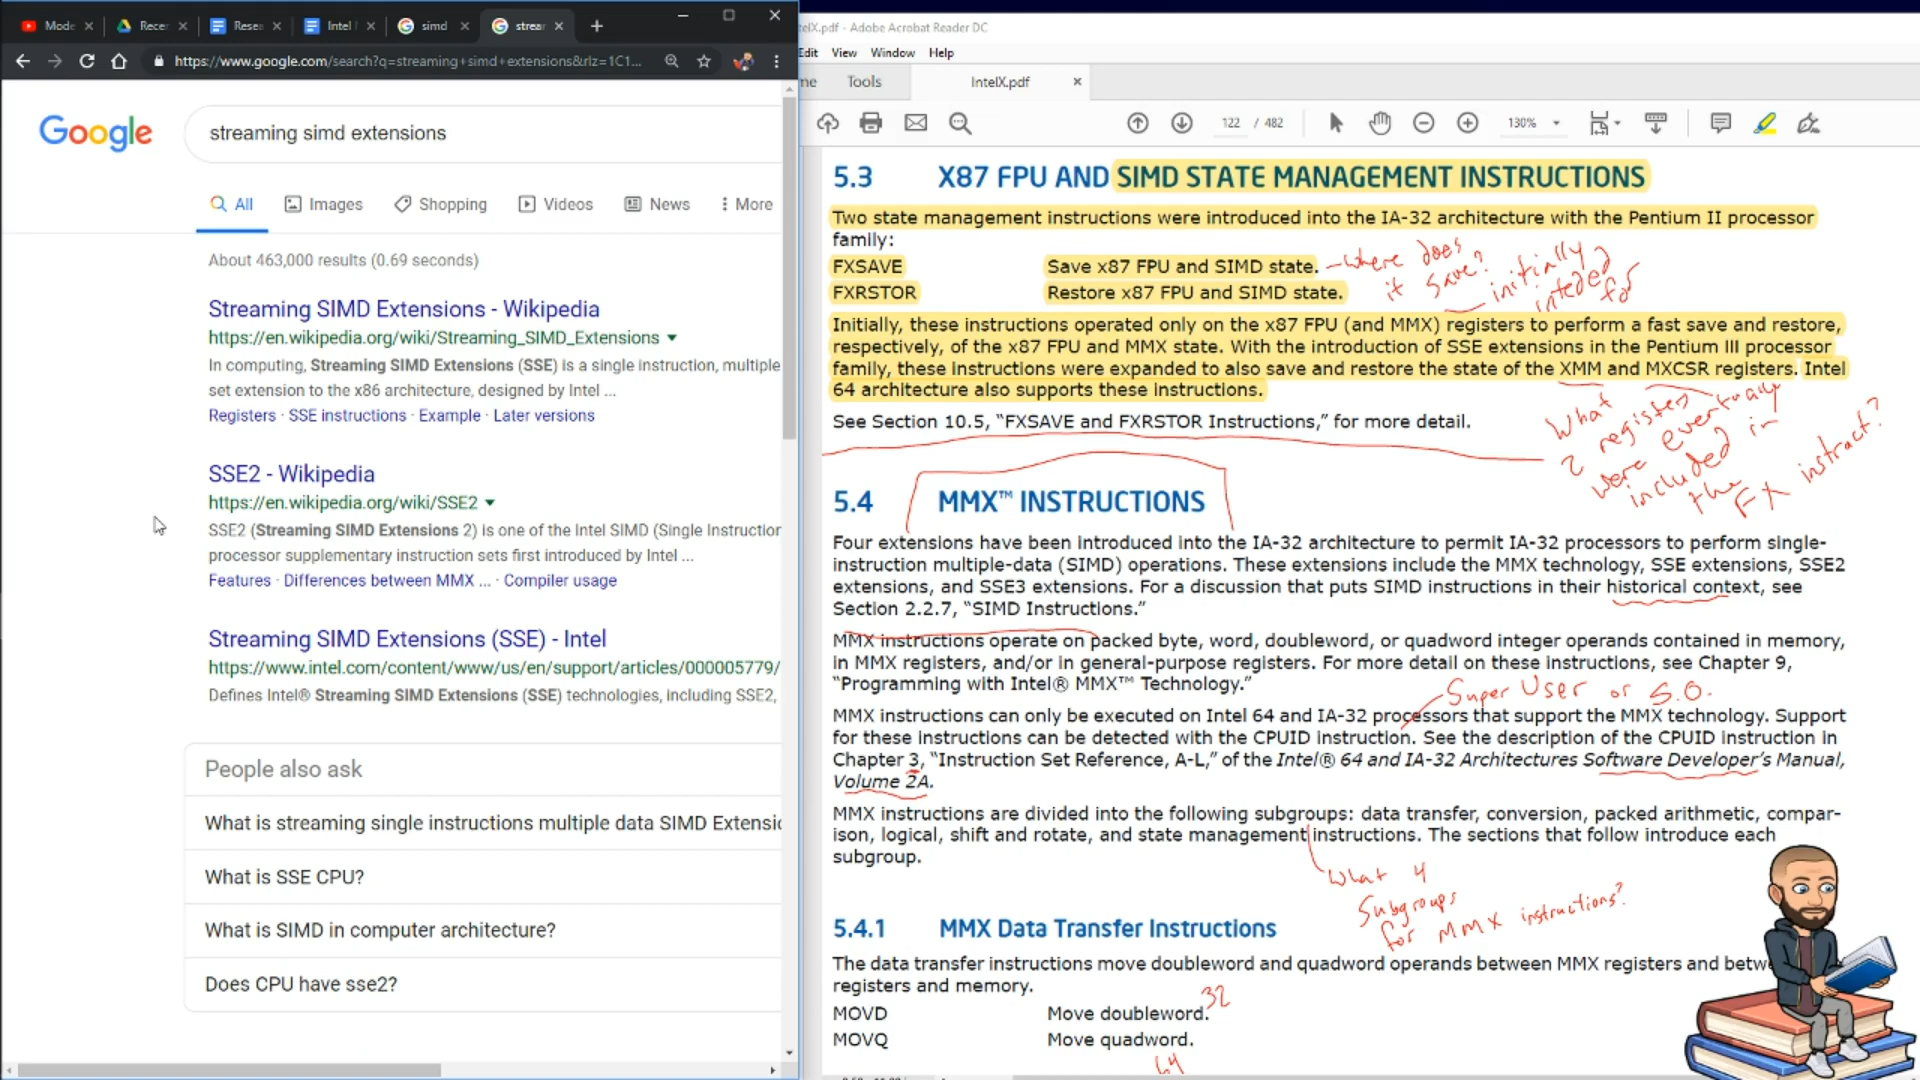 Mode
Recen
Resea
Intel
simd
strea
https://www.google.com/search?q=streaming+simd+extensions&rlz=1C1...
Google
streaming simd extensions
All
Images
Shopping
Videos
News
More
About 463,000 results (0.69 seconds)
Streaming SIMD Extensions - Wikipedia
https://en.wikipedia.org/wiki/Streaming_SIMD_Extensions
In computing, Streaming SIMD Extensions (SSE) is a single instruction, multiple
set extension to the x86 architecture, designed by Intel ...
Registers · SSE instructions · Example · Later versions
SSE2 - Wikipedia
https://en.wikipedia.org/wiki/SSE2
SSE2 (Streaming SIMD Extensions 2) is one of the Intel SIMD (Single Instruction
processor supplementary instruction sets first introduced by Intel ...
Features · Differences between MMX ... · Compiler usage
Streaming SIMD Extensions (SSE) - Intel
https://www.intel.com/content/www/us/en/support/articles/000005779/
Defines Intel® Streaming SIMD Extensions (SSE) technologies, including SSE2,
People also ask
What is streaming single instructions multiple data SIMD Extensio
What is SSE CPU?
What is SIMD in computer architecture?
Does CPU have sse2?
telX.pdf - Adobe Acrobat Reader DC
Edit View Window Help
me
Tools
IntelX.pdf
122 / 482
130%
5.3 X87 FPU AND SIMD STATE MANAGEMENT INSTRUCTIONS
Two state management instructions were introduced into the IA-32 architecture with the Pentium II processor
family:
FXSAVE Save x87 FPU and SIMD state. - where does
it save?
FXRSTOR Restore x87 FPU and SIMD state.
initially
inteded
for
Initially, these instructions operated only on the x87 FPU (and MMX) registers to perform a fast save and restore,
respectively, of the x87 FPU and MMX state. With the introduction of SSE extensions in the Pentium III processor
family, these instructions were expanded to also save and restore the state of the XMM and MXCSR registers. Intel
64 architecture also supports these instructions.
See Section 10.5, “FXSAVE and FXRSTOR Instructions,” for more detail.
What
2 registers
were eventually
included in
the
FX instract?
5.4 MMX™ INSTRUCTIONS
Four extensions have been introduced into the IA-32 architecture to permit IA-32 processors to perform single-
instruction multiple-data (SIMD) operations. These extensions include the MMX technology, SSE extensions, SSE2
extensions, and SSE3 extensions. For a discussion that puts SIMD instructions in their historical context, see
Section 2.2.7, “SIMD Instructions.”
MMX instructions operate on packed byte, word, doubleword, or quadword integer operands contained in memory,
in MMX registers, and/or in general-purpose registers. For more detail on these instructions, see Chapter 9,
“Programming with Intel® MMX™ Technology.”
Super User or S.O.
MMX instructions can only be executed on Intel 64 and IA-32 processors that support the MMX technology. Support
for these instructions can be detected with the CPUID instruction. See the description of the CPUID instruction in
Chapter 3, “Instruction Set Reference, A-L,” of the Intel® 64 and IA-32 Architectures Software Developer’s Manual,
Volume 2A.
MMX instructions are divided into the following subgroups: data transfer, conversion, packed arithmetic, compar-
ison, logical, shift and rotate, and state management instructions. The sections that follow introduce each
subgroup.
What 4
Subgroups
for MMX instructions?
5.4.1 MMX Data Transfer Instructions
The data transfer instructions move doubleword and quadword operands between MMX registers and betw
registers and memory.
MOVD Move doubleword. 32
MOVQ Move quadword.
64